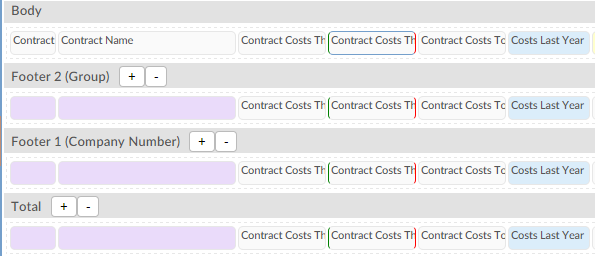 Body
Contract Contract Name Contract Costs Th Contract Costs Th Contract Costs To Costs Last Year
Footer 2 (Group) + -
Contract Costs Th Contract Costs Th Contract Costs To Costs Last Year
Footer 1 (Company Number) + -
Contract Costs Th Contract Costs Th Contract Costs To Costs Last Year
Total + -
Contract Costs Th Contract Costs Th Contract Costs To Costs Last Year